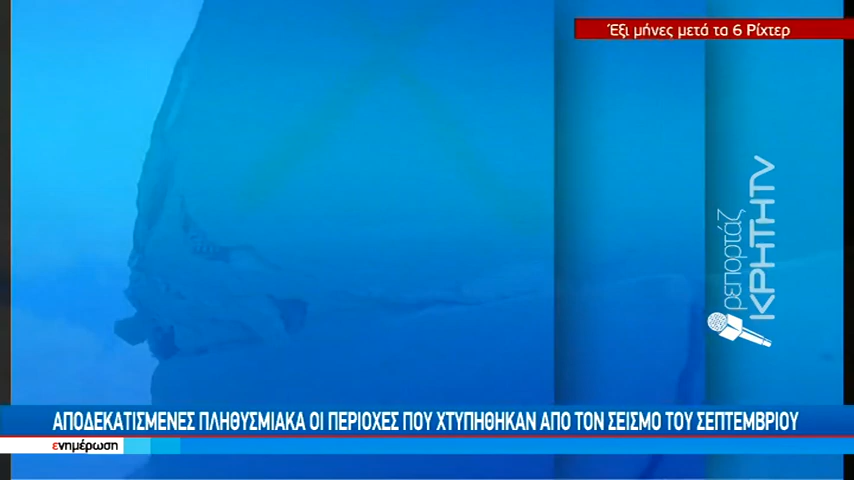 Έξι μήνες μετά τα 6 Ρίχτερ
ρεπορτάζ
ΚΡΗΤΗTV
ΑΠΟΔΕΚΑΤΙΣΜΕΝΕΣ ΠΛΗΘΥΣΜΙΑΚΑ ΟΙ ΠΕΡΙΟΧΕΣ ΠΟΥ ΧΤΥΠΗΘΗΚΑΝ ΑΠΟ ΤΟΝ ΣΕΙΣΜΟ ΤΟΥ ΣΕΠΤΕΜΒΡΙΟΥ
ενημέρωση